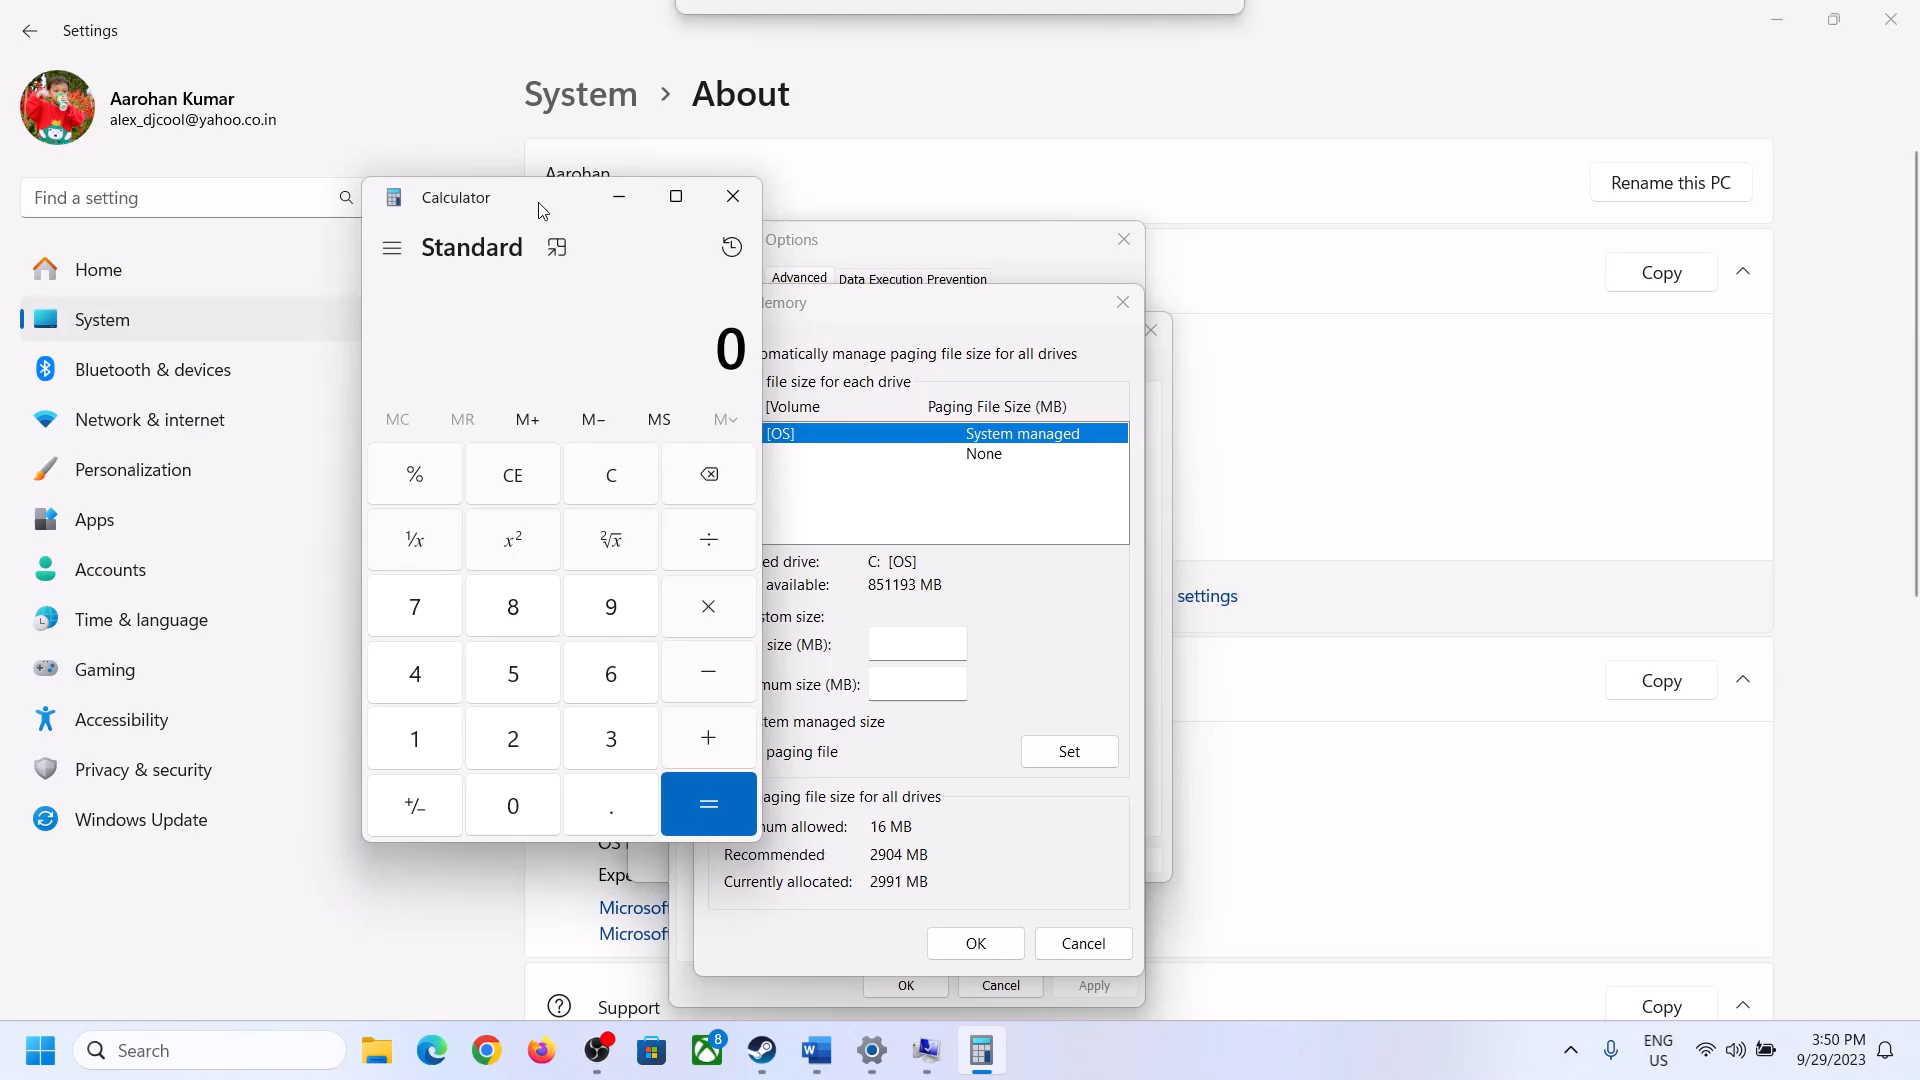 Settings
Aarohan Kumar
alex_djcool@yahoo.co.in
Find a setting
Home
System
Bluetooth & devices
Network & internet
Personalization
Apps
Accounts
Time & language
Gaming
Accessibility
Privacy & security
Windows Update
System > About
Aarohan
Rename this PC
Copy
settings
Copy
Microsof
Microsof
Support
Copy
Calculator
Standard
0
MC MR M+ M− MS M
% CE C
¹/x x² ²√x ÷
7 8 9 ×
4 5 6 −
1 2 3 +
+/− 0 . =
Options
Advanced Data Execution Prevention
emory
omatically manage paging file size for all drives
file size for each drive
[Volume Paging File Size (MB)
[OS] System managed
None
ed drive: C: [OS]
available: 851193 MB
stom size:
size (MB):
mum size (MB):
tem managed size
paging file
Set
aging file size for all drives
mum allowed: 16 MB
Recommended 2904 MB
Currently allocated: 2991 MB
OK Cancel
OK Cancel Apply
Search
8
ENG
US
3:50 PM
9/29/2023